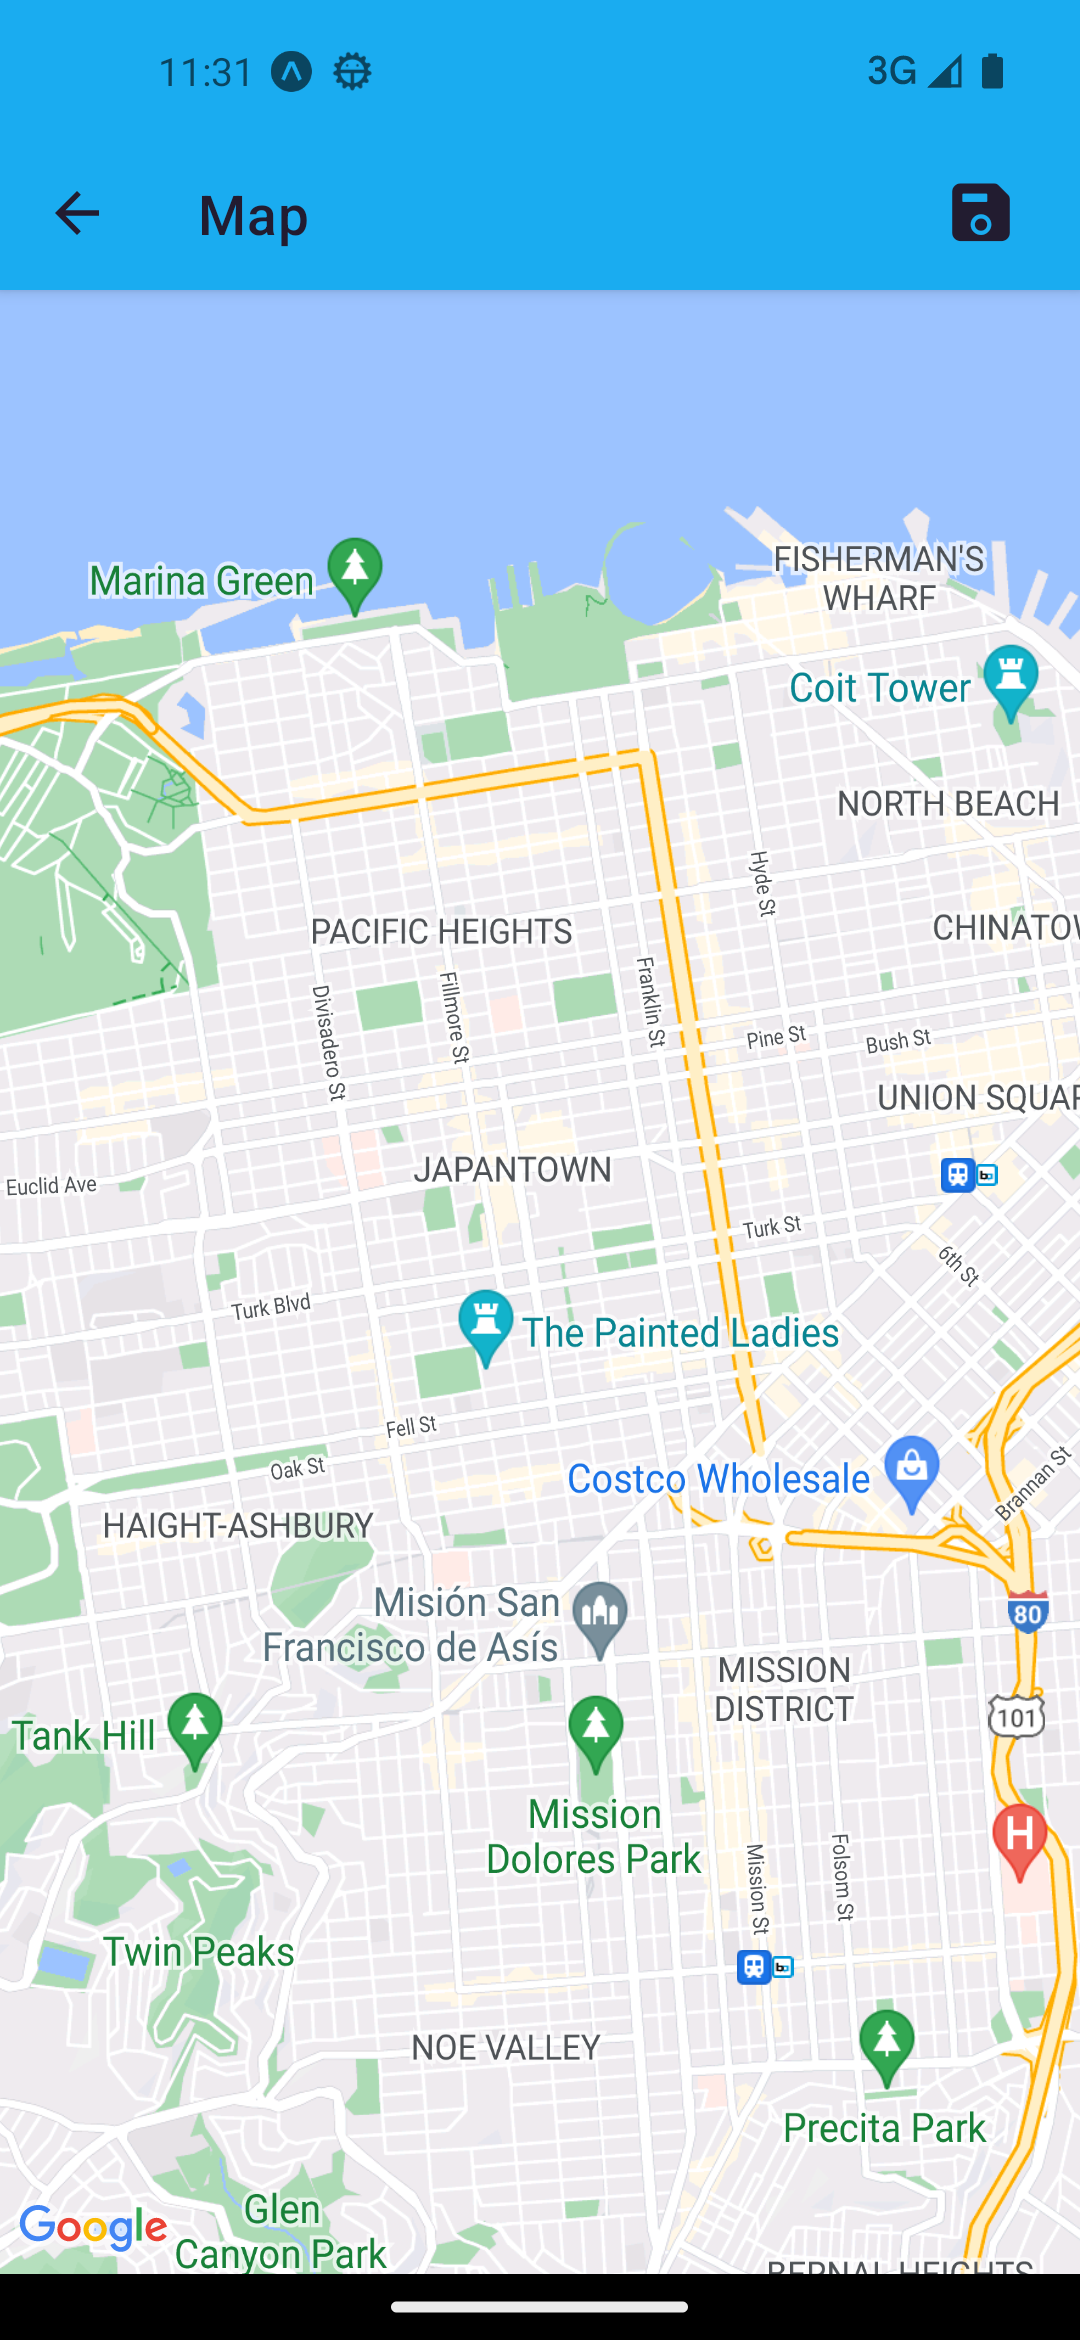 11:31
3G
Map
FISHERMAN'S
WHARF
Marina Green
Coit Tower
NORTH BEACH
Hyde St
PACIFIC HEIGHTS
CHINATOW
Divisadero St
Fillmore St
Franklin St
Pine St
Bush St
UNION SQUAR
JAPANTOWN
Euclid Ave
Turk St
6th St
Turk Blvd
The Painted Ladies
Fell St
Oak St
Costco Wholesale
Brannan St
HAIGHT-ASHBURY
Misión San
Francisco de Asís
80
MISSION
DISTRICT
101
Tank Hill
Mission
Dolores Park
H
Mission St
Folsom St
Twin Peaks
NOE VALLEY
Precita Park
Google
Glen
Canyon Park
BERNAL HEIGHTS